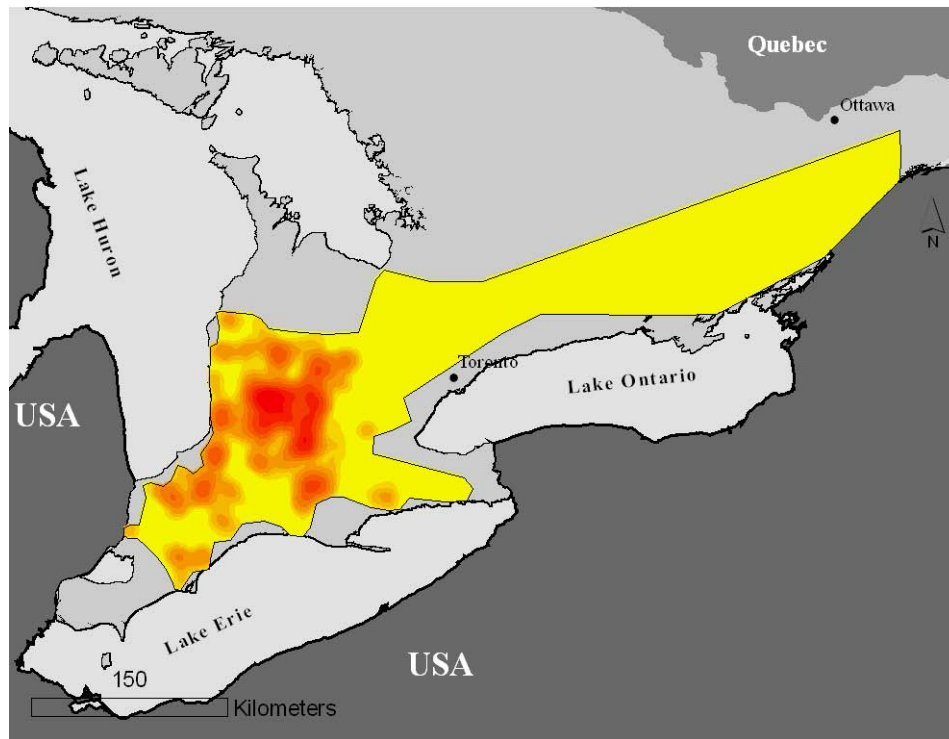 Quebec
Ottawa
Lake Huron
N
Toronto
Lake Ontario
USA
Lake Erie
USA
150
Kilometers